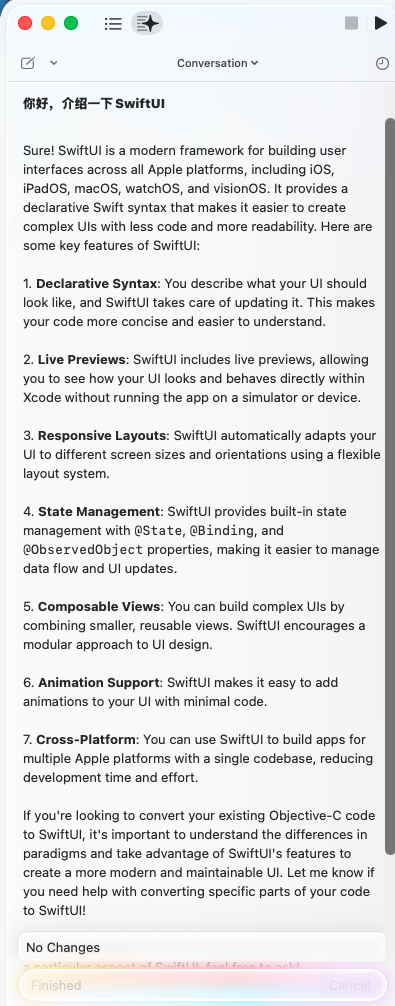 Conversation
你好，介绍一下 SwiftUI
Sure! SwiftUI is a modern framework for building user
interfaces across all Apple platforms, including iOS,
iPadOS, macOS, watchOS, and visionOS. It provides a
declarative Swift syntax that makes it easier to create
complex UIs with less code and more readability. Here are
some key features of SwiftUI:
1. Declarative Syntax: You describe what your UI should
look like, and SwiftUI takes care of updating it. This makes
your code more concise and easier to understand.
2. Live Previews: SwiftUI includes live previews, allowing
you to see how your UI looks and behaves directly within
Xcode without running the app on a simulator or device.
3. Responsive Layouts: SwiftUI automatically adapts your
UI to different screen sizes and orientations using a flexible
layout system.
4. State Management: SwiftUI provides built-in state
management with @State, @Binding, and
@ObservedObject properties, making it easier to manage
data flow and UI updates.
5. Composable Views: You can build complex UIs by
combining smaller, reusable views. SwiftUI encourages a
modular approach to UI design.
6. Animation Support: SwiftUI makes it easy to add
animations to your UI with minimal code.
7. Cross-Platform: You can use SwiftUI to build apps for
multiple Apple platforms with a single codebase, reducing
development time and effort.
If you're looking to convert your existing Objective-C code
to SwiftUI, it's important to understand the differences in
paradigms and take advantage of SwiftUI's features to
create a more modern and maintainable UI. Let me know if
you need help with converting specific parts of your code
to SwiftUI!
No Changes
a particular aspect of SwiftUI, feel free to ask!
Finished Cancel